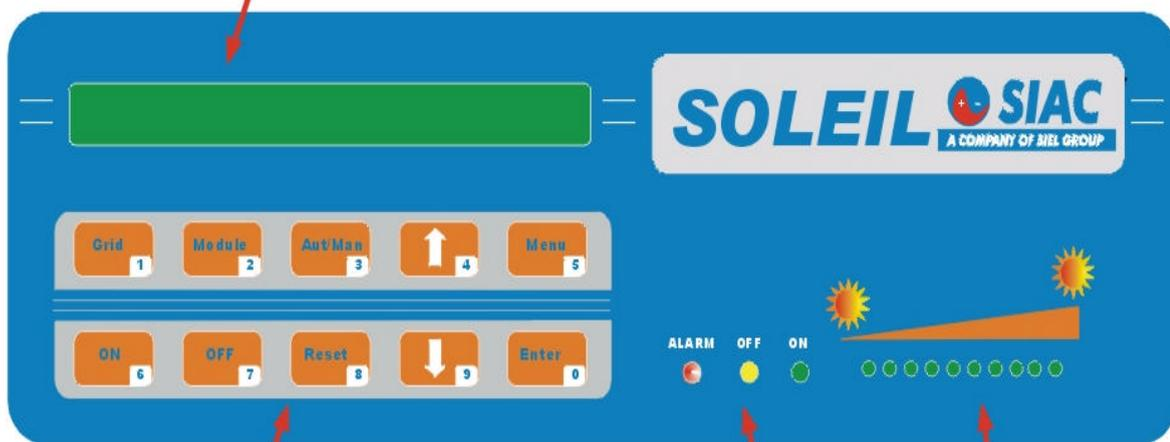 SOLEIL
+ - SIAC
A COMPANY OF BIEL GROUP
Grid 1
Module 2
Aut/Man 3
4
Menu 5
ON 6
OFF 7
Reset 8
9
Enter 0
ALARM OFF ON